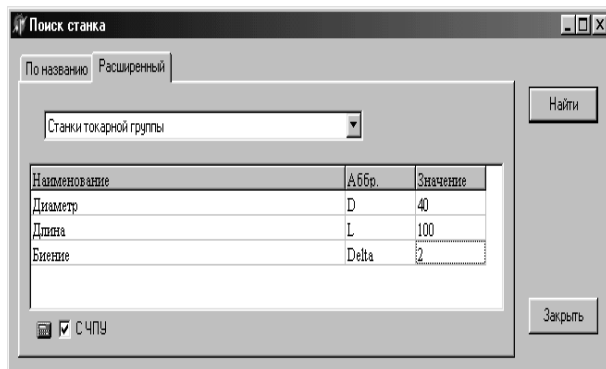 Поиск станка
По названию Расширенный
Найти
Станки токарной группы
Наименование Аббр. Значение
Диаметр D 40
Длина L 100
Биение Delta 2
С ЧПУ
Закрыть